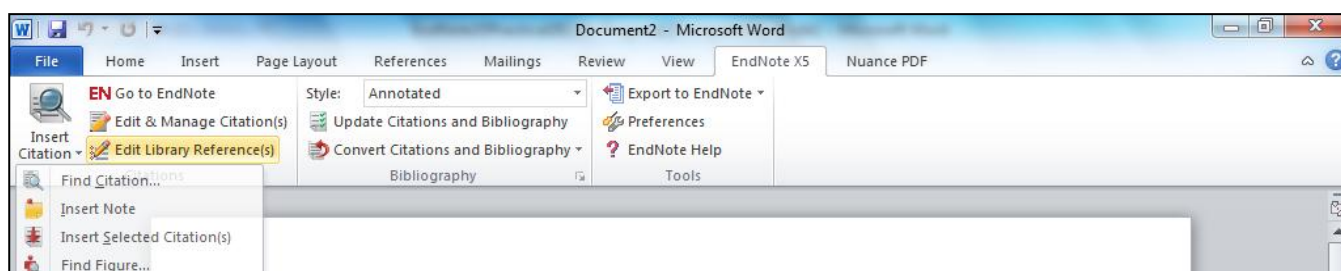 Document2 - Microsoft Word
File Home Insert Page Layout References Mailings Review View EndNote X5 Nuance PDF
EN Go to EndNote
Edit & Manage Citation(s)
Edit Library Reference(s)
Insert
Citation
Style: Annotated
Update Citations and Bibliography
Convert Citations and Bibliography
Bibliography
Export to EndNote
Preferences
? EndNote Help
Tools
Find Citation...
Insert Note
Insert Selected Citation(s)
Find Figure...